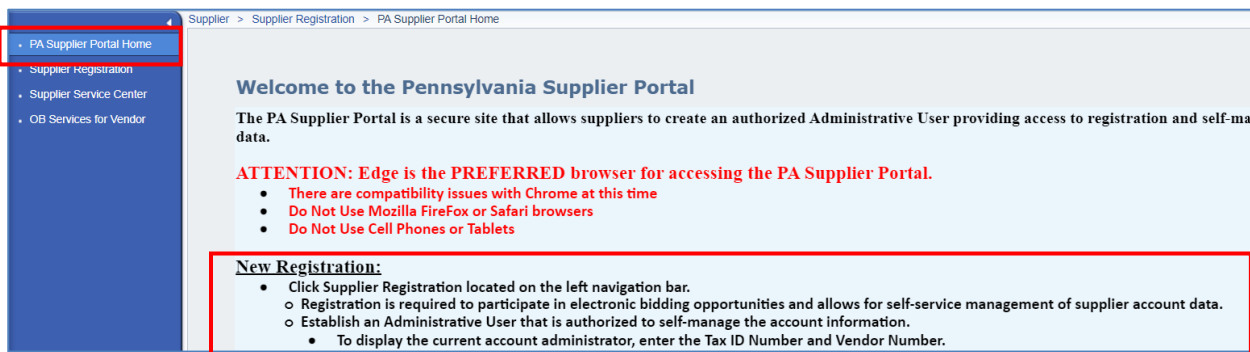 Supplier > Supplier Registration > PA Supplier Portal Home
PA Supplier Portal Home
Supplier Registration
Supplier Service Center
OB Services for Vendor
Welcome to the Pennsylvania Supplier Portal
The PA Supplier Portal is a secure site that allows suppliers to create an authorized Administrative User providing access to registration and self-ma
data.
ATTENTION: Edge is the PREFERRED browser for accessing the PA Supplier Portal.
• There are compatibility issues with Chrome at this time
• Do Not Use Mozilla FireFox or Safari browsers
• Do Not Use Cell Phones or Tablets
New Registration:
• Click Supplier Registration located on the left navigation bar.
o Registration is required to participate in electronic bidding opportunities and allows for self-service management of supplier account data.
o Establish an Administrative User that is authorized to self-manage the account information.
• To display the current account administrator, enter the Tax ID Number and Vendor Number.